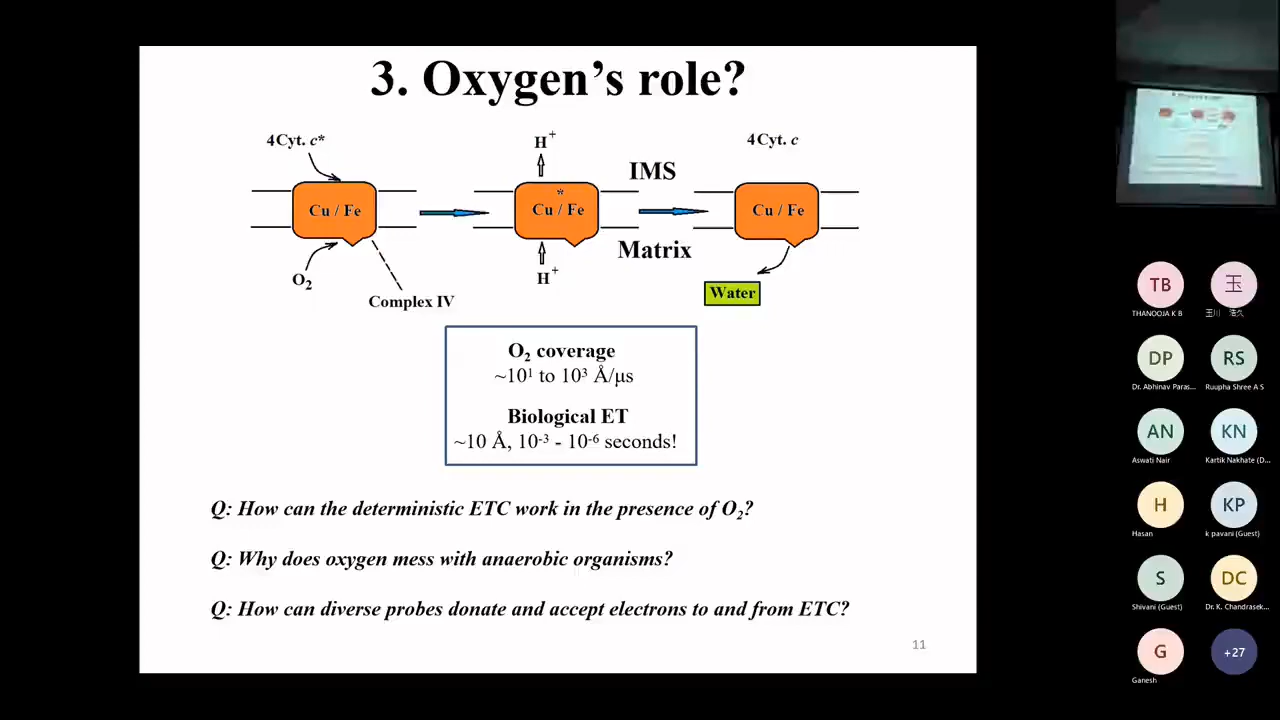 3. Oxygen's role?
4Cyt. c*
H+
4Cyt. c
IMS
Cu / Fe
*
Cu / Fe
Cu / Fe
Matrix
O2
H+
Water
Complex IV
O2 coverage
~10¹ to 10³ Å/μs
Biological ET
~10 Å, 10-3 - 10-6 seconds!
Q: How can the deterministic ETC work in the presence of O2?
Q: Why does oxygen mess with anaerobic organisms?
Q: How can diverse probes donate and accept electrons to and from ETC?
11
TB
玉
THANOOJA K B
玉川 浩久
DP
RS
Dr. Abhinav Paras...
Ruupha Shree A S
AN
KN
Aswati Nair
Kartik Nakhate (D...
H
KP
Hasan
k pavani (Guest)
S
DC
Shivani (Guest)
Dr. K. Chandrasek...
G
+27
Ganesh